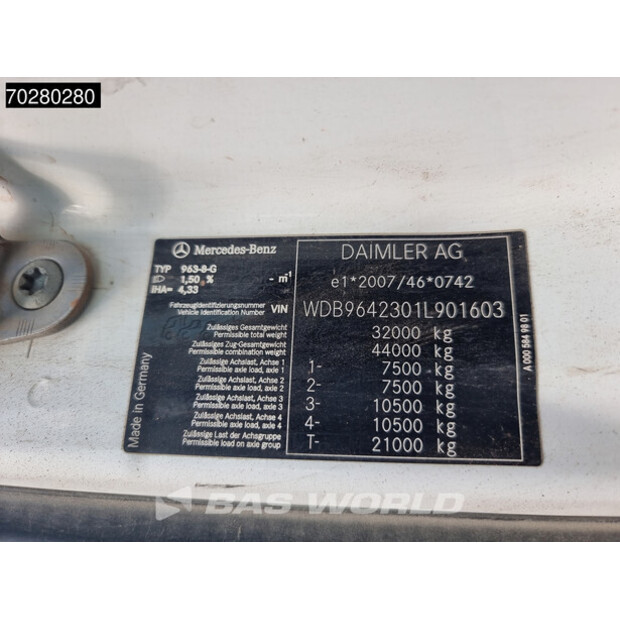 70280280
Mercedes-Benz
DAIMLER AG
TYP 963-8-G
1,50 % - m⁻¹
IHA= 4,33
e1*2007/46*0742
Fahrzeugidentifizierungsnummer
Vehicle Identification Number VIN WDB9642301L901603
Zulässiges Gesamtgewicht
Permissible total weight 32000 kg
Zulässiges Zug-Gesamtgewicht
Permissible combination weight 44000 kg
Zulässige Achslast, Achse 1
Permissible axle load, axle 1 1- 7500 kg
Zulässige Achslast, Achse 2
Permissible axle load, axle 2 2- 7500 kg
Zulässige Achslast, Achse 3
Permissible axle load, axle 3 3- 10500 kg
Zulässige Achslast, Achse 4
Permissible axle load, axle 4 4- 10500 kg
Zulässige Last der Achsgruppe
Permissible load on axle group T- 21000 kg
Made in Germany
A 000 584 98 01
BAS WORLD